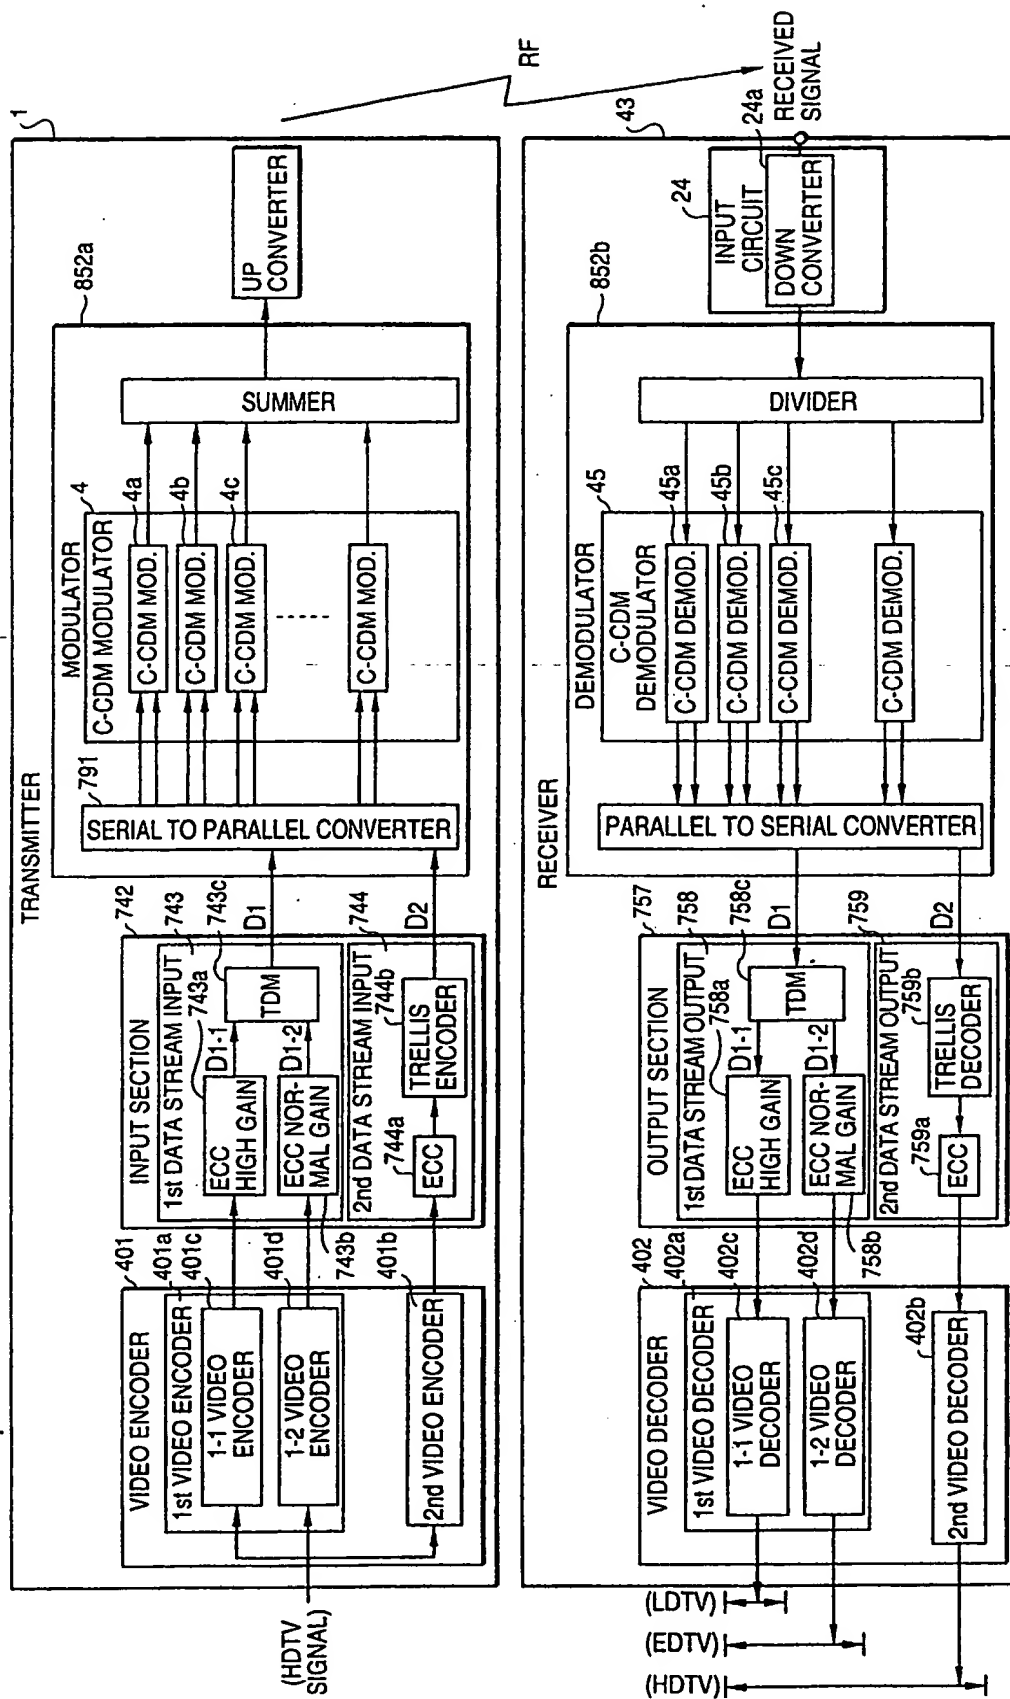 TRANSMITTER
1
(HDTV
SIGNAL)
VIDEO ENCODER
401
1st VIDEO ENCODER
401a
401c
1-1 VIDEO
ENCODER
401d
1-2 VIDEO
ENCODER
401b
2nd VIDEO ENCODER
INPUT SECTION
742
1st DATA STREAM INPUT
743
743a
743c
ECC
HIGH GAIN
D1-1
TDM
ECC NOR-
MAL GAIN
D1-2
743b
2nd DATA STREAM INPUT
744
744a
744b
ECC
TRELLIS
ENCODER
D1
D2
791
SERIAL TO PARALLEL CONVERTER
MODULATOR
C-CDM MODULATOR
4
C-CDM MOD.
4a
C-CDM MOD.
4b
C-CDM MOD.
4c
C-CDM MOD.
SUMMER
852a
UP
CONVERTER
RF
RECEIVED
SIGNAL
RECEIVER
43
24
24a
INPUT
CIRCUIT
DOWN
CONVERTER
852b
DIVIDER
DEMODULATOR
C-CDM
DEMODULATOR
45
C-CDM DEMOD.
45a
C-CDM DEMOD.
45b
C-CDM DEMOD.
45c
C-CDM DEMOD.
PARALLEL TO SERIAL CONVERTER
D1
D2
OUTPUT SECTION
757
1st DATA STREAM OUTPUT
758
758a
758c
ECC
HIGH GAIN
D1-1
TDM
ECC NOR-
MAL GAIN
D1-2
758b
2nd DATA STREAM OUTPUT
759
759a
759b
ECC
TRELLIS
DECODER
VIDEO DECODER
402
1st VIDEO DECODER
402a
402c
1-1 VIDEO
DECODER
402d
1-2 VIDEO
DECODER
402b
2nd VIDEO DECODER
(LDTV)
(EDTV)
(HDTV)